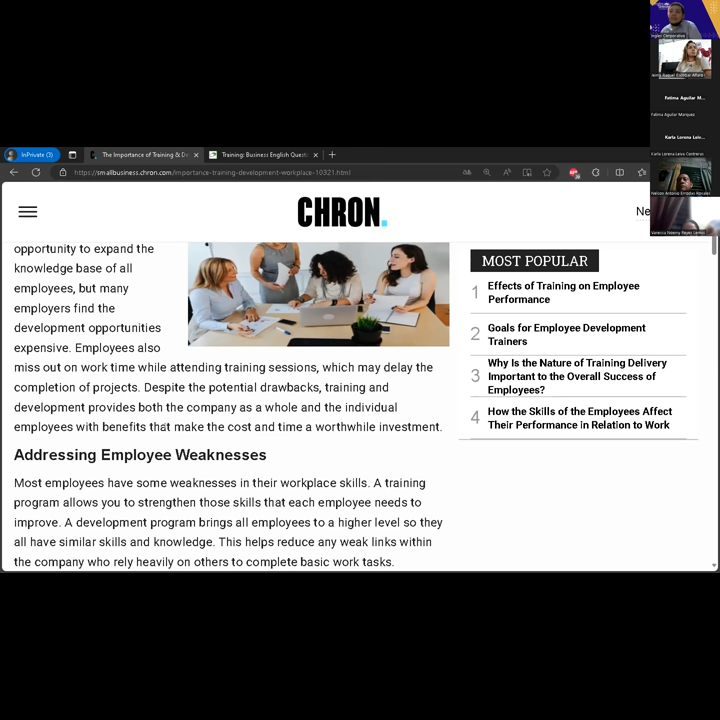 InPrivate (3)
The Importance of Training & D
Training: Business English Quest
https://smallbusiness.chron.com/importance-training-development-workplace-10321.html
CHRON.
Ne
opportunity to expand the
knowledge base of all
employees, but many
employers find the
development opportunities
expensive. Employees also
miss out on work time while attending training sessions, which may delay the
completion of projects. Despite the potential drawbacks, training and
development provides both the company as a whole and the individual
employees with benefits that make the cost and time a worthwhile investment.
Addressing Employee Weaknesses
Most employees have some weaknesses in their workplace skills. A training
program allows you to strengthen those skills that each employee needs to
improve. A development program brings all employees to a higher level so they
all have similar skills and knowledge. This helps reduce any weak links within
the company who rely heavily on others to complete basic work tasks.
MOST POPULAR
1 Effects of Training on Employee
Performance
2 Goals for Employee Development
Trainers
3 Why Is the Nature of Training Delivery
Important to the Overall Success of
Employees?
4 How the Skills of the Employees Affect
Their Performance in Relation to Work
Fatima Aguilar M...
Fatima Aguilar Marquez
Karla Lorena Leiv...
Karla Lorena Leiva Contreras